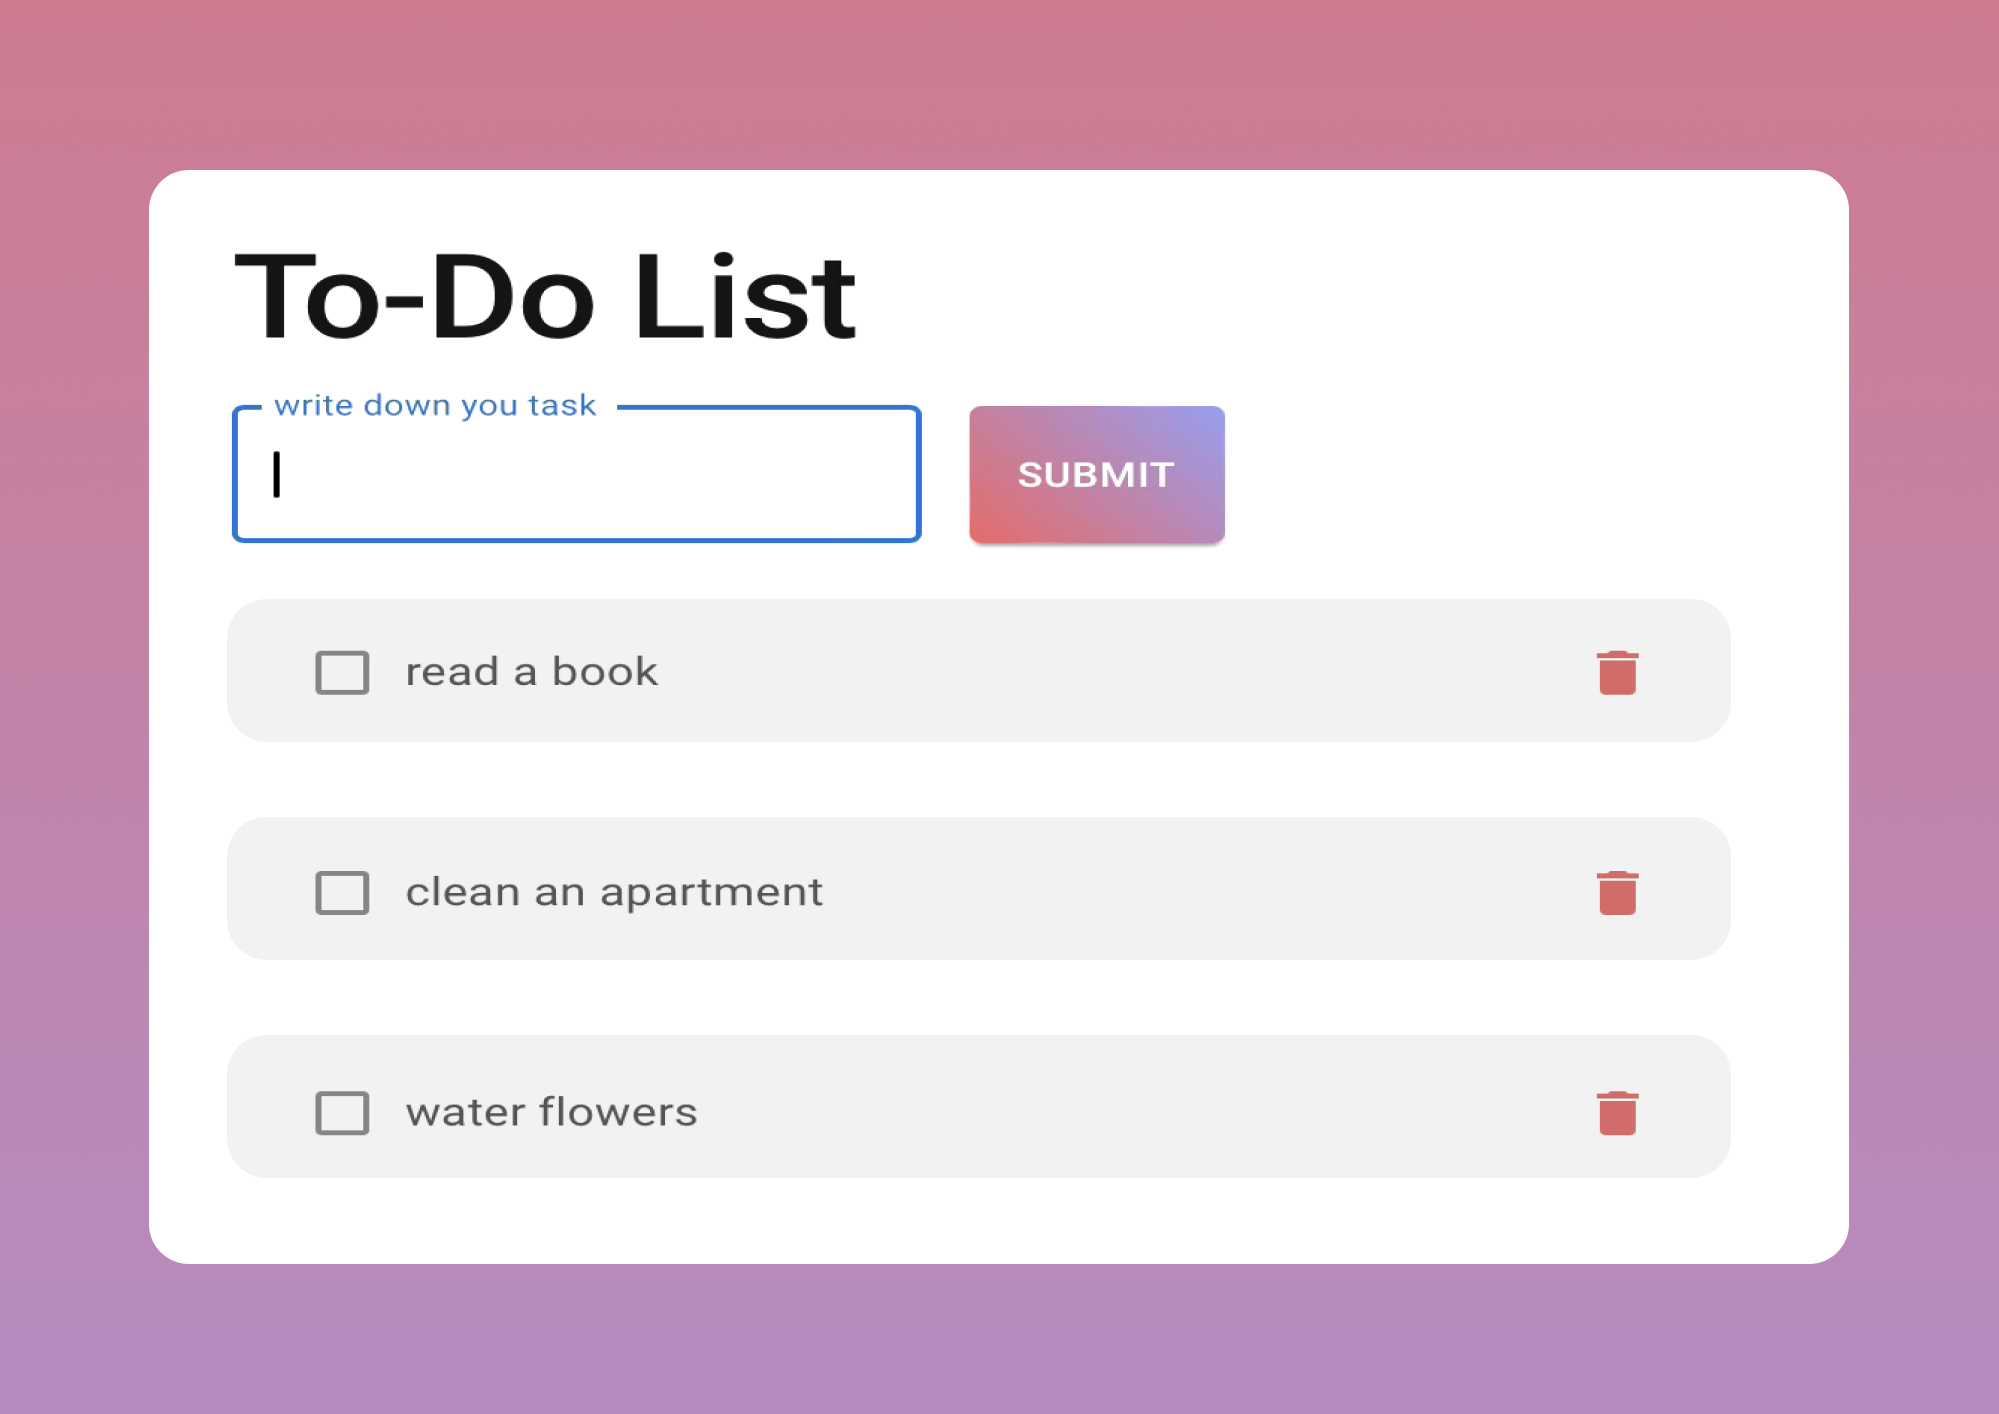 To-Do List
write down you task
SUBMIT
read a book
clean an apartment
water flowers